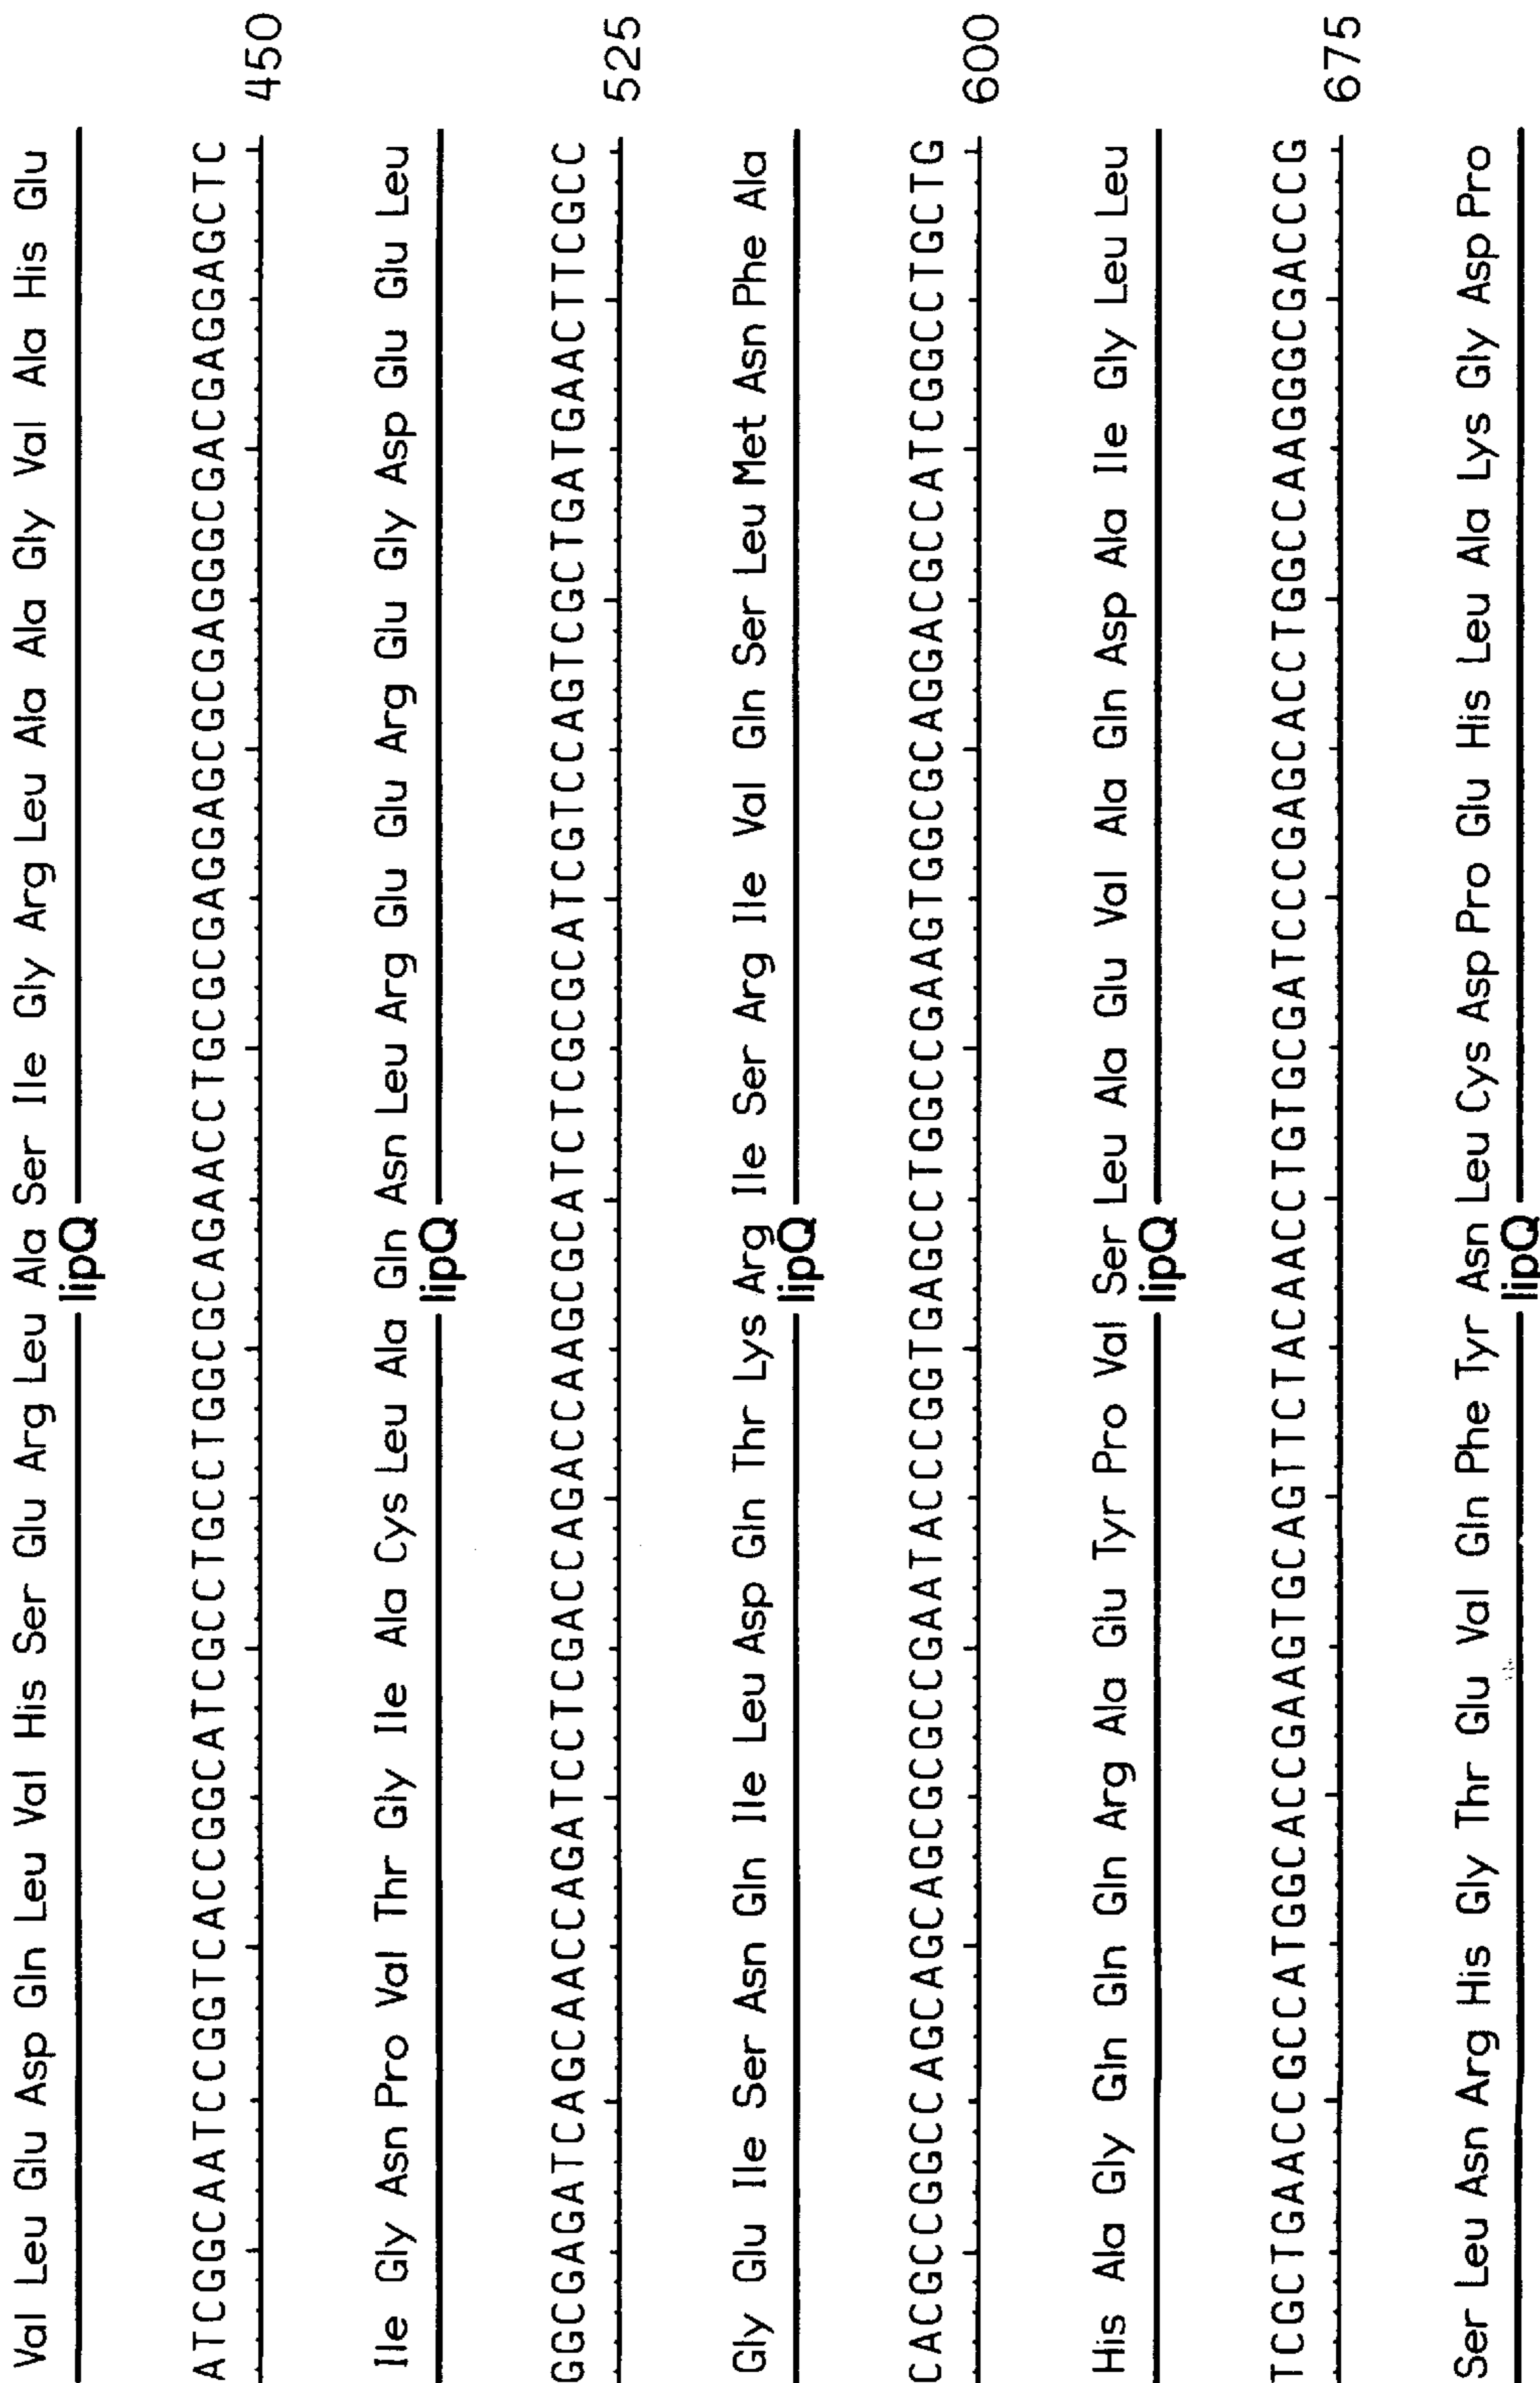 Val Leu Glu Asp Gln Leu Val His Ser Glu Arg Leu Ala Ser Ile Gly Arg Leu Ala Ala Gly Val Ala His Glu
lipQ
ATCGGCAATCCGGTCACCGGCATCGCCTGCCTGGCGCAGAACCTGCGCGAGGAGCGCGAGGGCGACGAGGAGCTC
450
Ile Gly Asn Pro Val Thr Gly Ile Ala Cys Leu Ala Gln Asn Leu Arg Glu Glu Arg Glu Gly Asp Glu Glu Leu
lipQ
GGCGAGATCAGCAACCAGATCCTCGACCAGACCAAGCGCATCTCGCGCATCGTCCAGTCGCTGATGAACTTCGCC
525
Gly Glu Ile Ser Asn Gln Ile Leu Asp Gln Thr Lys Arg Ile Ser Arg Ile Val Gln Ser Leu Met Asn Phe Ala
lipQ
CACGCCGGCCAGCAGCAGCGCGCCGAATACCCGGTGAGCCTGGCCGAAGTGGCGCAGGACGCCATCGGCCTGCTG
600
His Ala Gly Gln Gln Gln Arg Ala Glu Tyr Pro Val Ser Leu Ala Glu Val Ala Gln Asp Ala Ile Gly Leu Leu
lipQ
TCGCTGAACCGCCATGGCACCGAAGTGCAGTTCTACAACCTGTGCGATCCCGAGCACCTGGCCAAGGGCGACCCG
675
Ser Leu Asn Arg His Gly Thr Glu Val Gln Phe Tyr Asn Leu Cys Asp Pro Glu His Leu Ala Lys Gly Asp Pro
lipQ